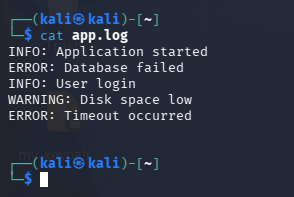 ┌──(kali㉿kali)-[~]
└─$ cat app.log
INFO: Application started
ERROR: Database failed
INFO: User login
WARNING: Disk space low
ERROR: Timeout occurred
┌──(kali㉿kali)-[~]
└─$